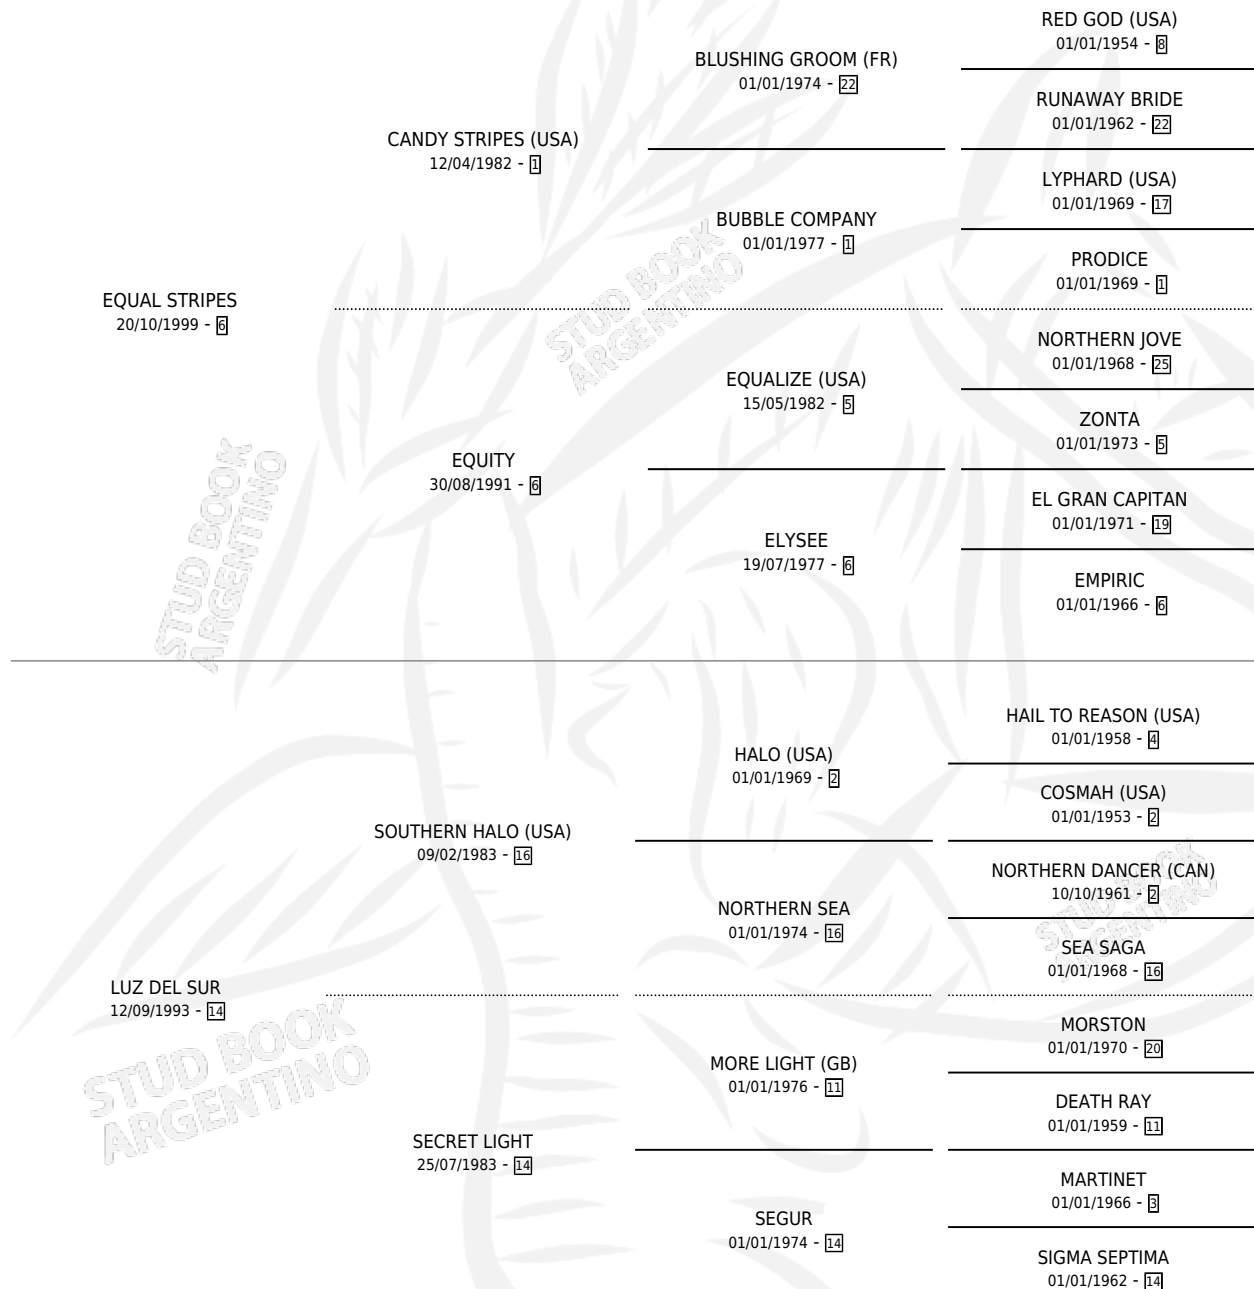 RED GOD (USA)
01/01/1954 - 8
BLUSHING GROOM (FR)
01/01/1974 - 22
RUNAWAY BRIDE
01/01/1962 - 22
CANDY STRIPES (USA)
12/04/1982 - 1
LYPHARD (USA)
01/01/1969 - 17
BUBBLE COMPANY
01/01/1977 - 1
PRODICE
01/01/1969 - 1
EQUAL STRIPES
20/10/1999 - 6
STUD BOOK
ARGENTINO
NORTHERN JOVE
01/01/1968 - 25
EQUALIZE (USA)
15/05/1982 - 5
ZONTA
01/01/1973 - 5
EQUITY
30/08/1991 - 6
EL GRAN CAPITAN
01/01/1971 - 19
ELYSEE
19/07/1977 - 6
EMPIRIC
01/01/1966 - 6
STUD BOOK
ARGENTINO
HAIL TO REASON (USA)
01/01/1958 - 4
HALO (USA)
01/01/1969 - 2
COSMAH (USA)
01/01/1953 - 2
SOUTHERN HALO (USA)
09/02/1983 - 16
NORTHERN DANCER (CAN)
10/10/1961 - 2
NORTHERN SEA
01/01/1974 - 16
STUD BOOK
ARGENTINO
SEA SAGA
01/01/1968 - 16
LUZ DEL SUR
12/09/1993 - 14
STUD BOOK
ARGENTINO
MORSTON
01/01/1970 - 20
MORE LIGHT (GB)
01/01/1976 - 11
DEATH RAY
01/01/1959 - 11
SECRET LIGHT
25/07/1983 - 14
MARTINET
01/01/1966 - 3
SEGUR
01/01/1974 - 14
SIGMA SEPTIMA
01/01/1962 - 14